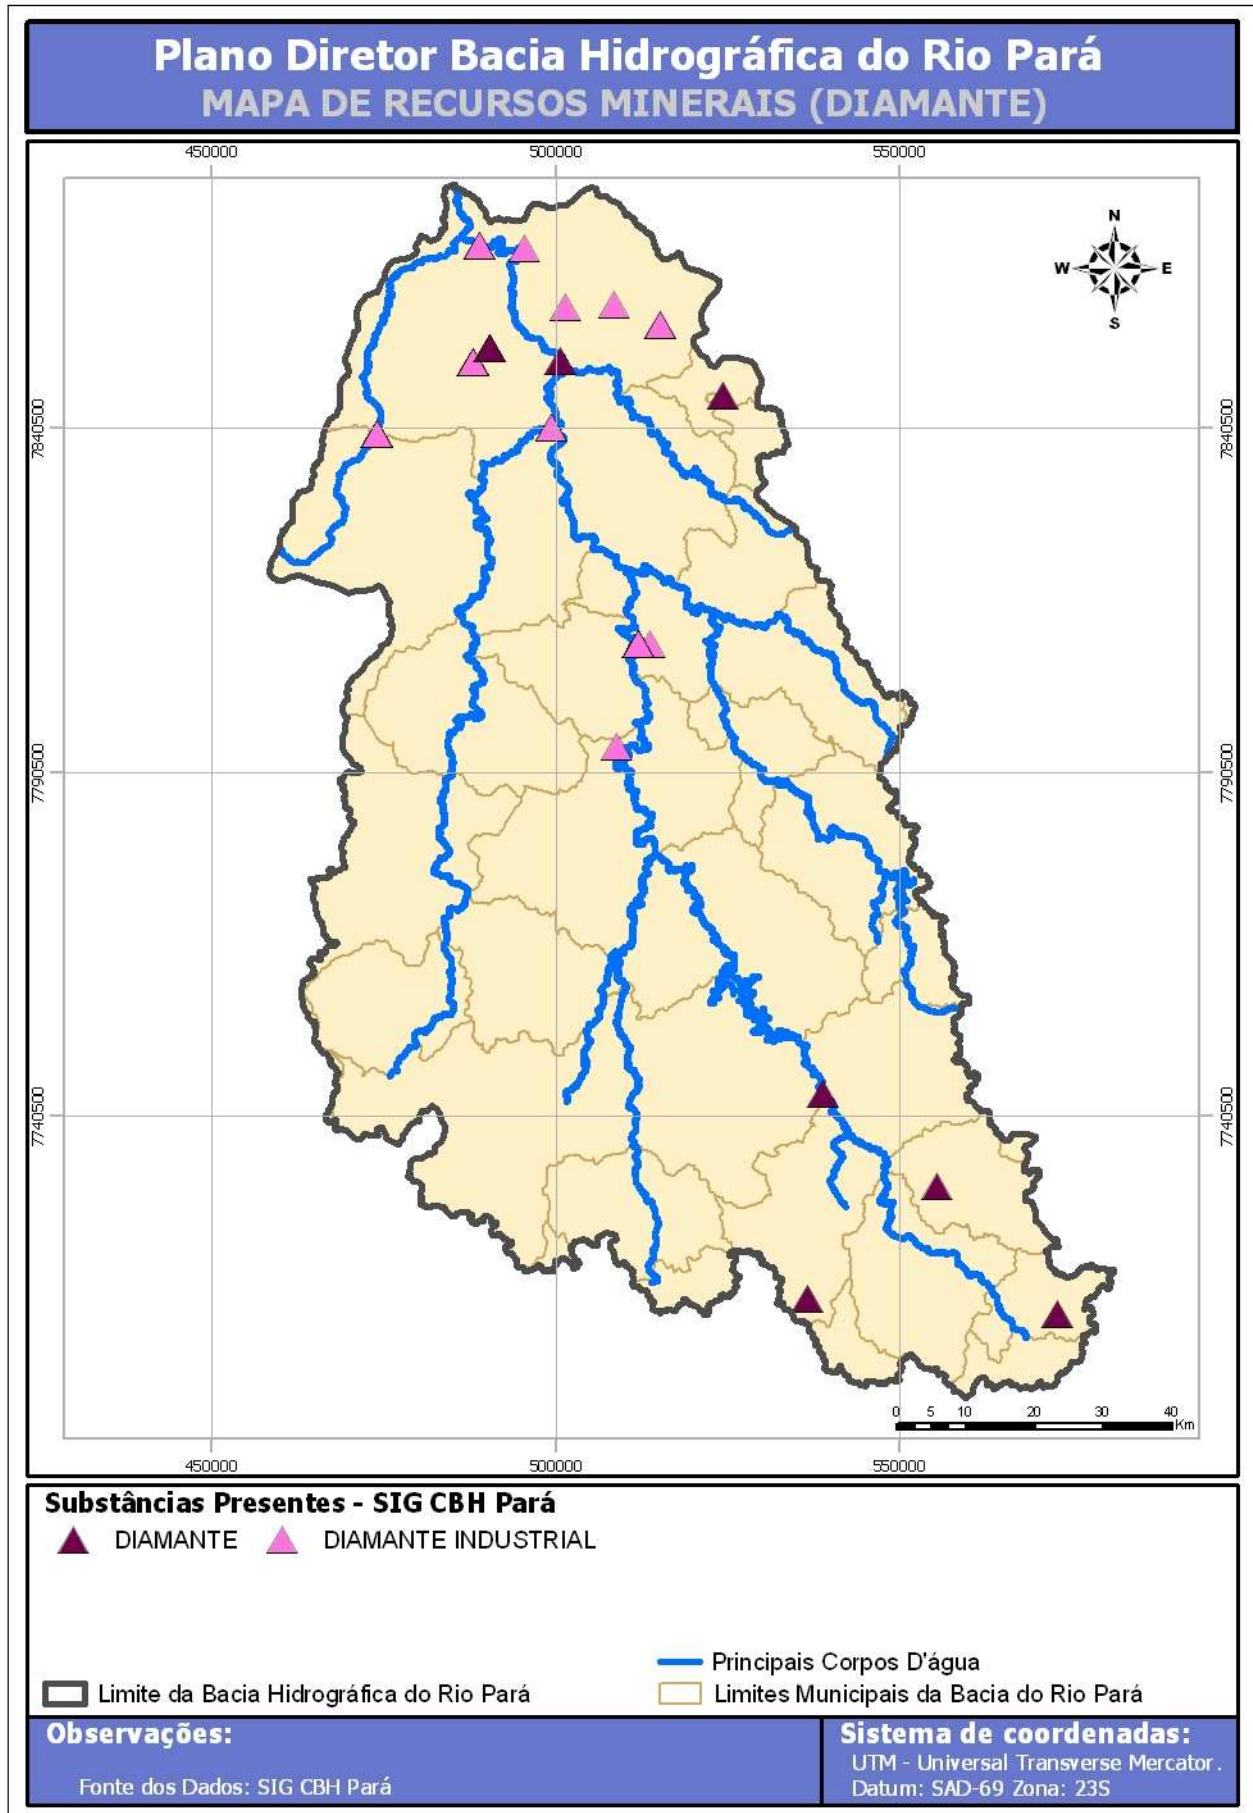 Plano Diretor Bacia Hidrográfica do Rio Pará
MAPA DE RECURSOS MINERAIS (DIAMANTE)
450000 500000 550000
N
W E
S
7840500 7840500
7790500 7790500
7740500 7740500
0 5 10 20 30 40
Km
450000 500000 550000
Substâncias Presentes - SIG CBH Pará
DIAMANTE DIAMANTE INDUSTRIAL
Principais Corpos D'água
Limite da Bacia Hidrográfica do Rio Pará Limites Municipais da Bacia do Rio Pará
Observações:
Fonte dos Dados: SIG CBH Pará
Sistema de coordenadas:
UTM - Universal Transverse Mercator.
Datum: SAD-69 Zona: 23S